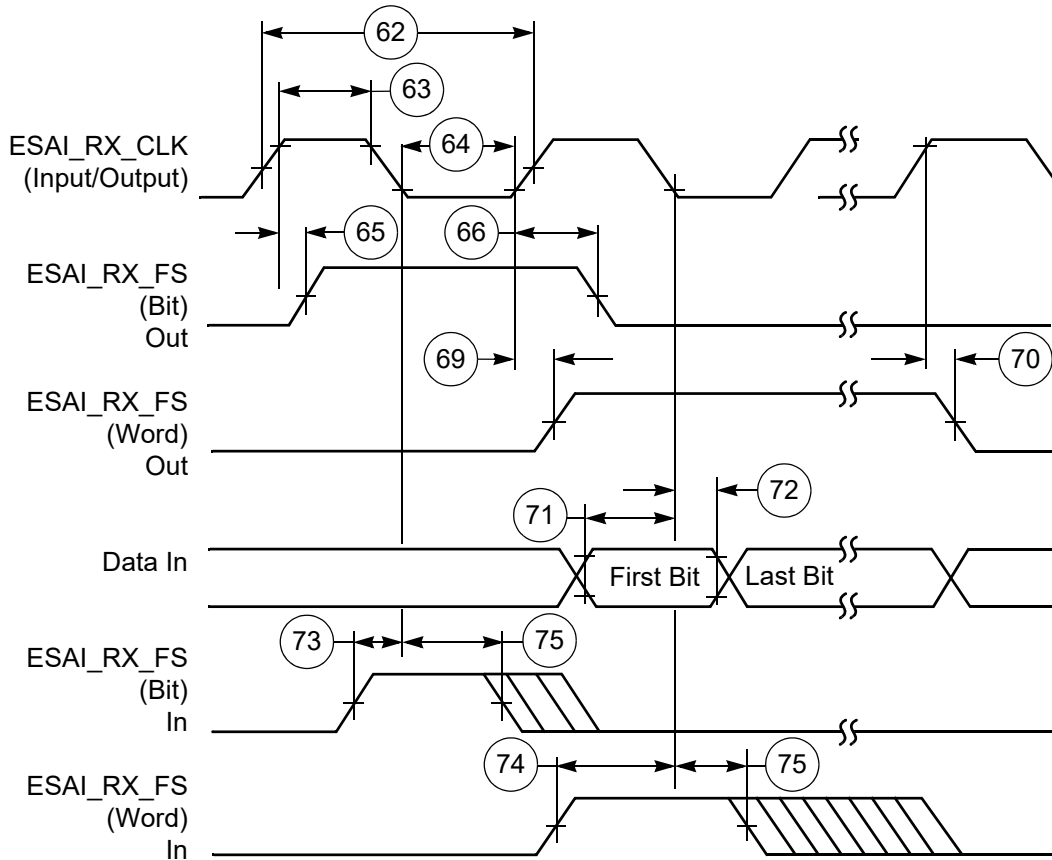 62
63
ESAI_RX_CLK
(Input/Output)
64
65
66
ESAI_RX_FS
(Bit)
Out
69
70
ESAI_RX_FS
(Word)
Out
71
72
Data In
First Bit
Last Bit
73
75
ESAI_RX_FS
(Bit)
In
74
75
ESAI_RX_FS
(Word)
In